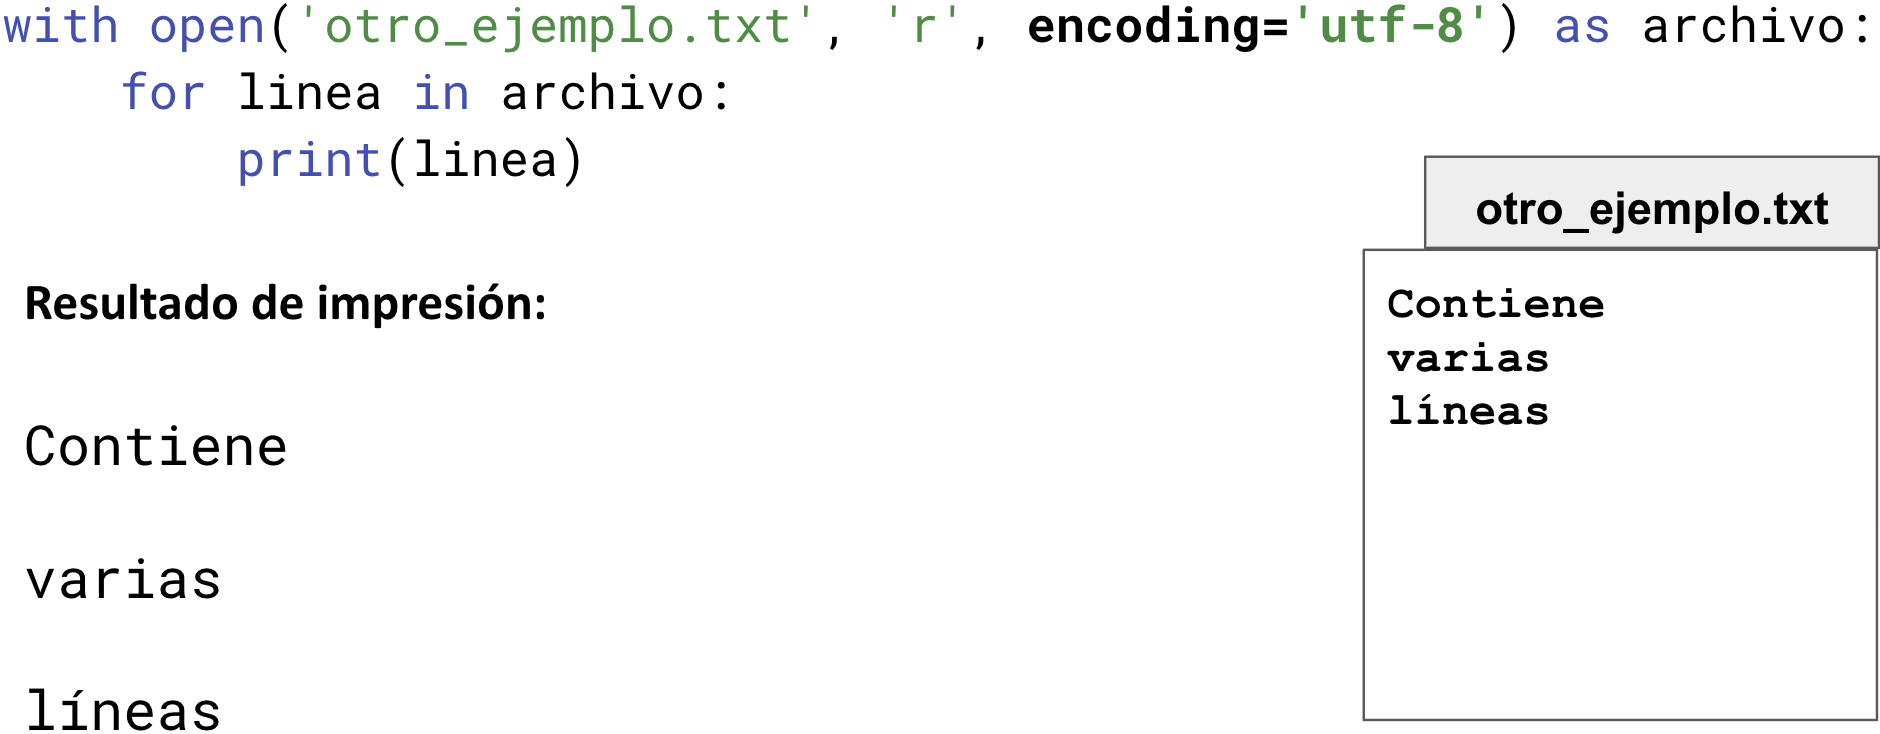 with open('otro_ejemplo.txt', 'r', encoding='utf-8') as archivo:
    for linea in archivo:
        print(linea)
Resultado de impresión:
Contiene
varias
líneas
otro_ejemplo.txt
Contiene
varias
líneas